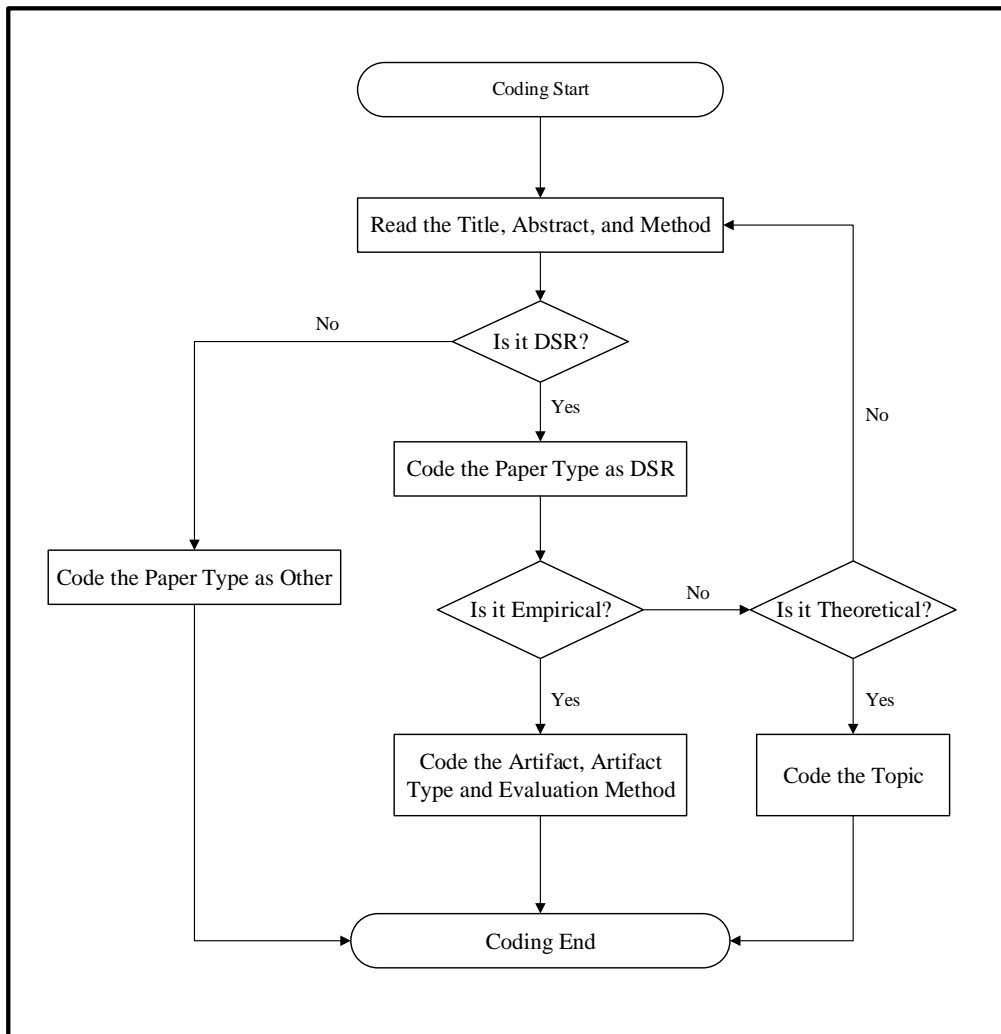 Coding Start
Read the Title, Abstract, and Method
No
Is it DSR?
Yes
No
Code the Paper Type as DSR
Code the Paper Type as Other
Is it Empirical?
No
Is it Theoretical?
Yes
Yes
Code the Artifact, Artifact
Type and Evaluation Method
Code the Topic
Coding End